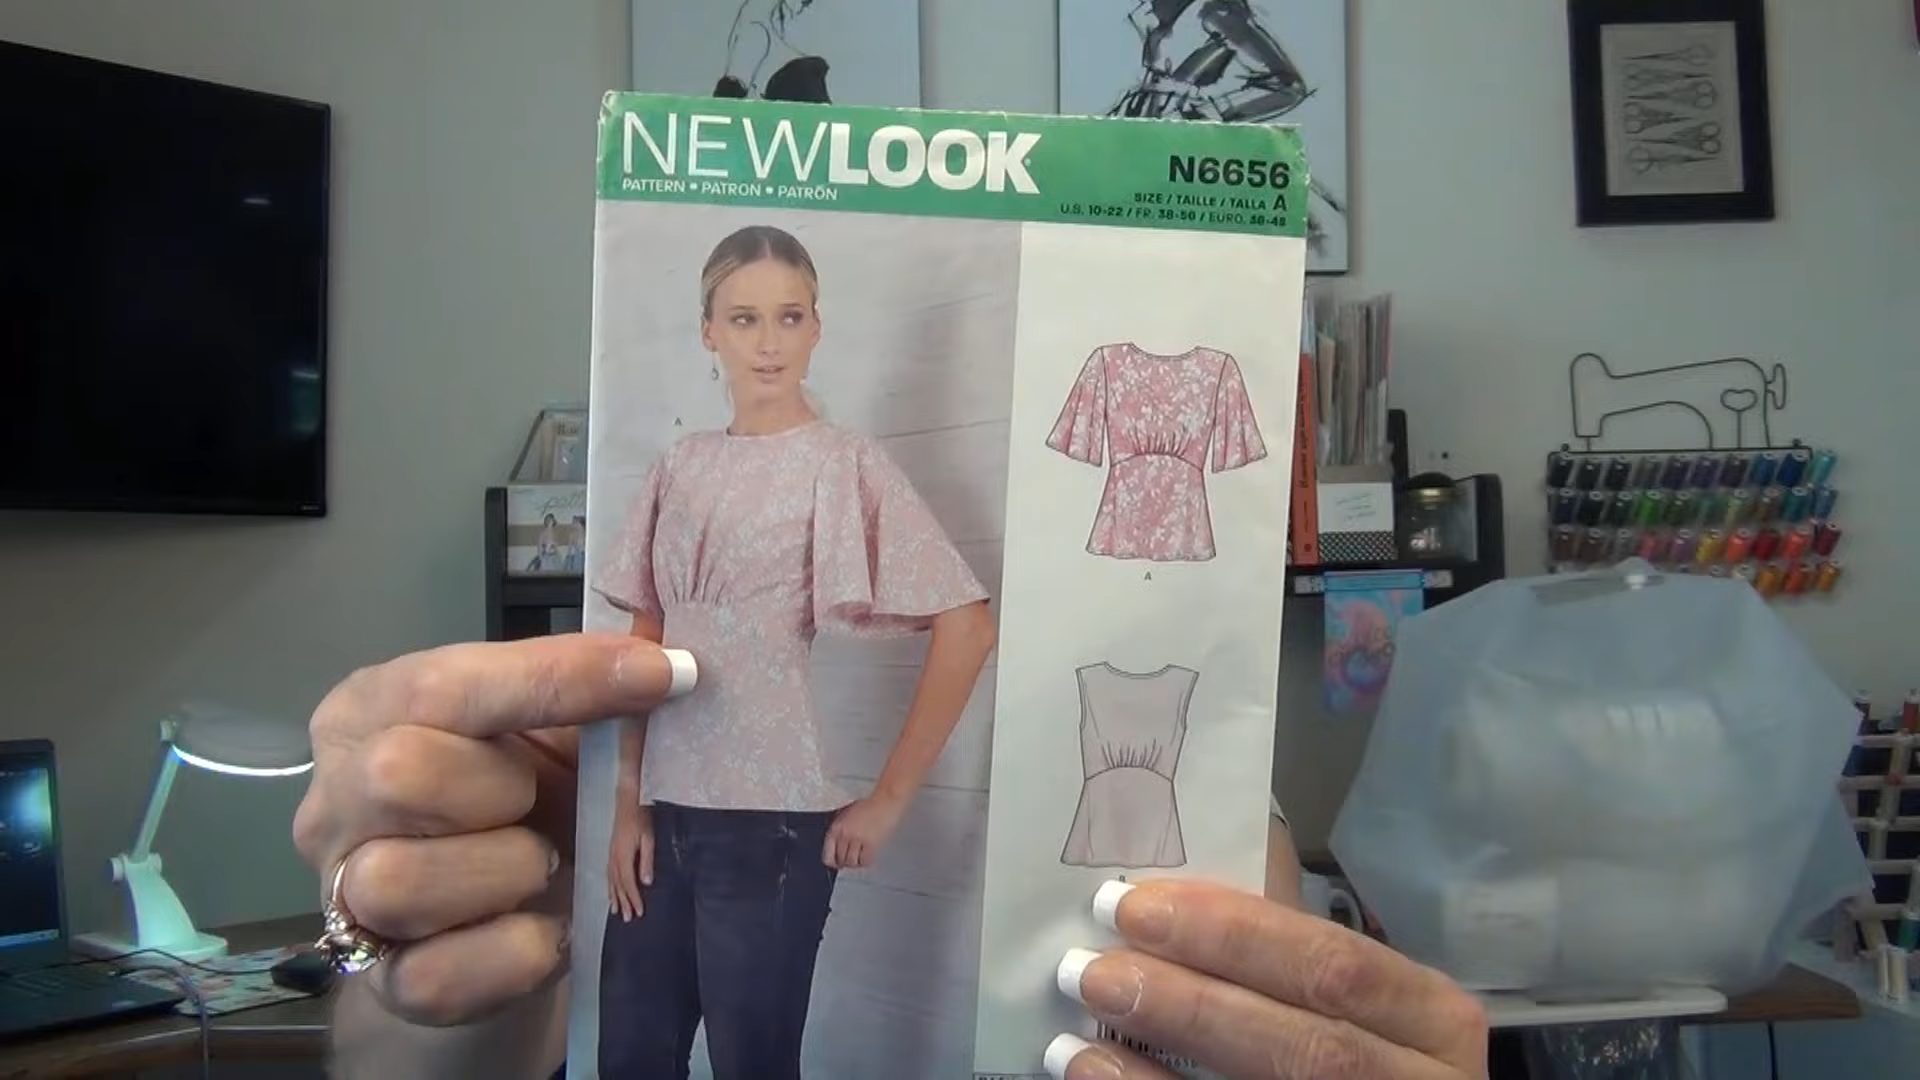 NEWLOOK
PATTERN • PATRON • PATRÓN
N6656
SIZE / TAILLE / TALLA A
U.S. 10-22 / FR. 38-50 / EURO. 36-48
A
A
B